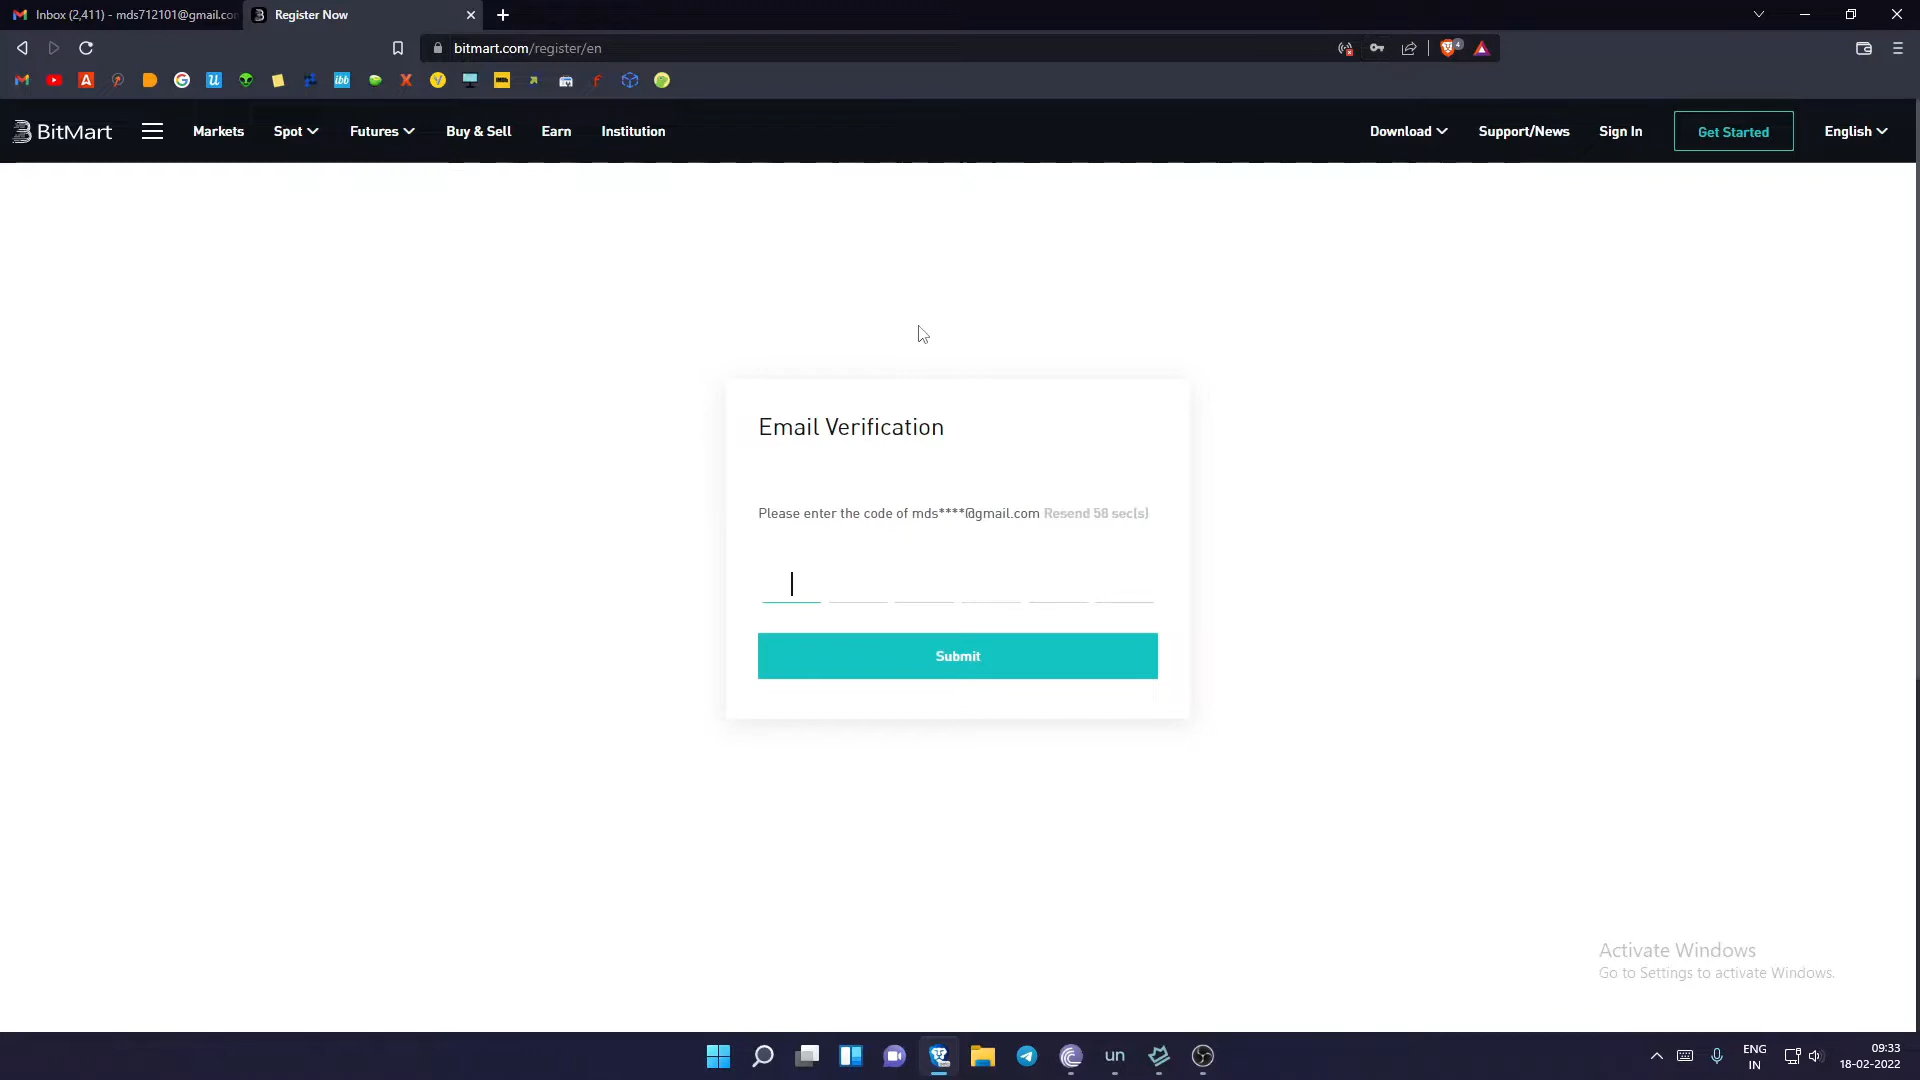 Inbox (2,411) - mds712101@gmail.co
Register Now
bitmart.com/register/en
BitMart
Markets
Spot
Futures
Buy & Sell
Earn
Institution
Download
Support/News
Sign In
Get Started
English
Email Verification
Please enter the code of mds****@gmail.com Resend 58 sec(s)
Submit
Activate Windows
Go to Settings to activate Windows.
un
ENG
IN
09:33
18-02-2022